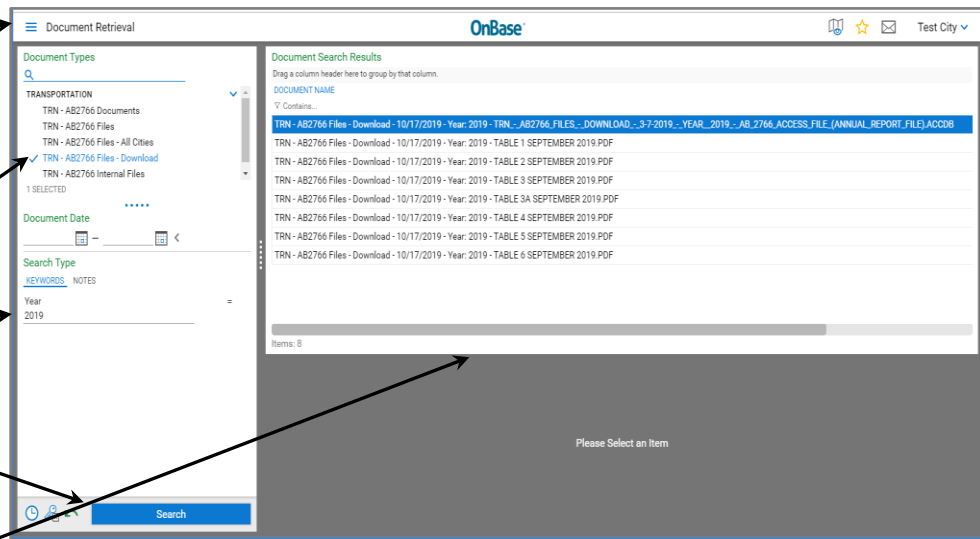 Document Retrieval
OnBase
Test City
Document Types
TRANSPORTATION
TRN - AB2766 Documents
TRN - AB2766 Files
TRN - AB2766 Files - All Cities
TRN - AB2766 Files - Download
TRN - AB2766 Internal Files
1 SELECTED
Document Date
–
Search Type
KEYWORDS NOTES
Year =
2019
Search
Document Search Results
Drag a column header here to group by that column.
DOCUMENT NAME
Contains...
TRN - AB2766 Files - Download - 10/17/2019 - Year: 2019 - TRN_-_AB2766_FILES_-_DOWNLOAD_-_3-7-2019_-_YEAR__2019_-_AB_2766_ACCESS_FILE_(ANNUAL_REPORT_FILE).ACCDB
TRN - AB2766 Files - Download - 10/17/2019 - Year: 2019 - TABLE 1 SEPTEMBER 2019.PDF
TRN - AB2766 Files - Download - 10/17/2019 - Year: 2019 - TABLE 2 SEPTEMBER 2019.PDF
TRN - AB2766 Files - Download - 10/17/2019 - Year: 2019 - TABLE 3 SEPTEMBER 2019.PDF
TRN - AB2766 Files - Download - 10/17/2019 - Year: 2019 - TABLE 3A SEPTEMBER 2019.PDF
TRN - AB2766 Files - Download - 10/17/2019 - Year: 2019 - TABLE 4 SEPTEMBER 2019.PDF
TRN - AB2766 Files - Download - 10/17/2019 - Year: 2019 - TABLE 5 SEPTEMBER 2019.PDF
TRN - AB2766 Files - Download - 10/17/2019 - Year: 2019 - TABLE 6 SEPTEMBER 2019.PDF
Items: 8
Please Select an Item